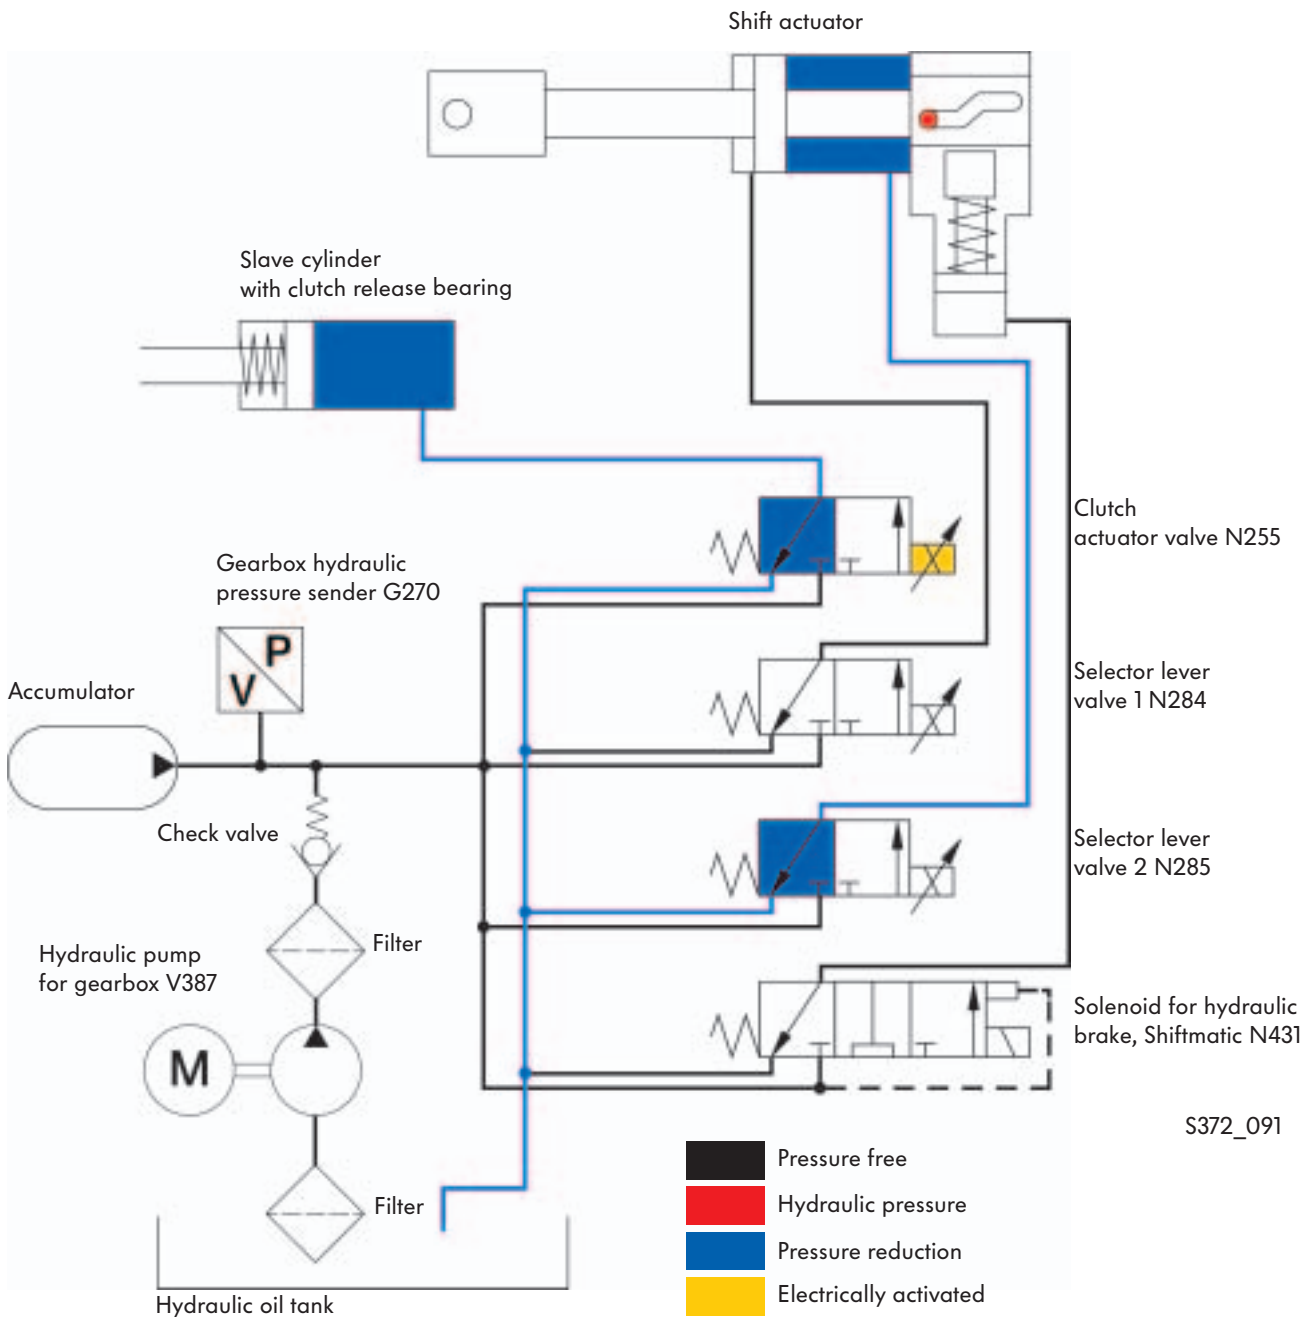 Shift actuator
Slave cylinder
with clutch release bearing
Clutch
actuator valve N255
Gearbox hydraulic
pressure sender G270
P
V
Accumulator
Selector lever
valve 1 N284
Check valve
Selector lever
valve 2 N285
Filter
Hydraulic pump
for gearbox V387
Solenoid for hydraulic
brake, Shiftmatic N431
M
S372_091
Pressure free
Filter
Hydraulic pressure
Pressure reduction
Electrically activated
Hydraulic oil tank